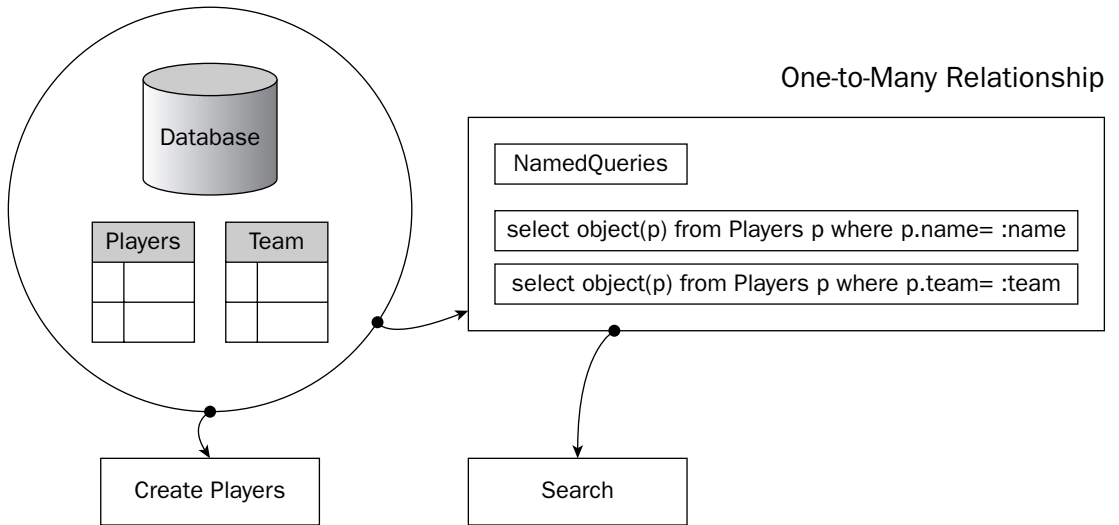 One-to-Many Relationship
Database
NamedQueries
Players
Team
select object(p) from Players p where p.name= :name
select object(p) from Players p where p.team= :team
Create Players
Search